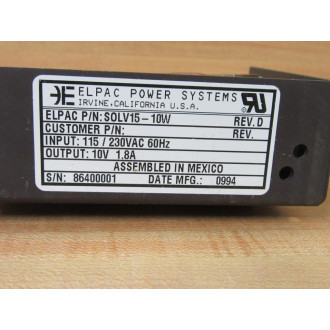 ELPAC POWER SYSTEMS
IRVINE, CALIFORNIA U.S.A.
ELPAC P/N: SOLV15-10W REV. D
CUSTOMER P/N: REV.
INPUT: 115 / 230VAC 60Hz
OUTPUT: 10V 1.8A
ASSEMBLED IN MEXICO
S/N: 86400001 DATE MFG.: 0994